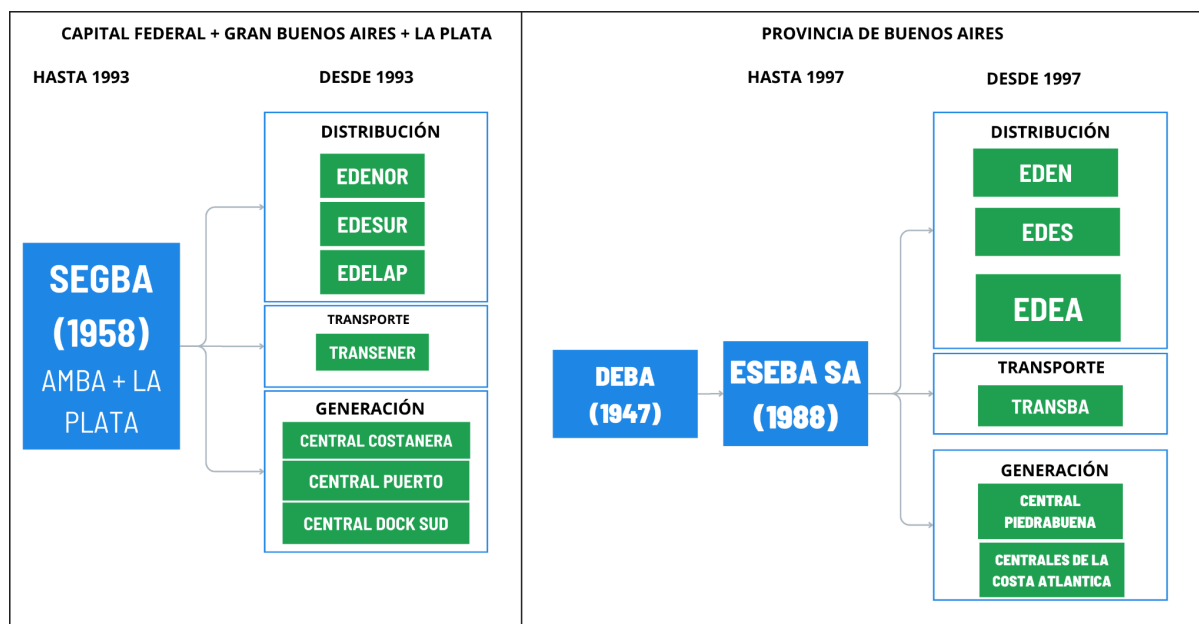 CAPITAL FEDERAL + GRAN BUENOS AIRES + LA PLATA
HASTA 1993
DESDE 1993
SEGBA
(1958)
AMBA + LA
PLATA
DISTRIBUCIÓN
EDENOR
EDESUR
EDELAP
TRANSPORTE
TRANSENER
GENERACIÓN
CENTRAL COSTANERA
CENTRAL PUERTO
CENTRAL DOCK SUD
PROVINCIA DE BUENOS AIRES
HASTA 1997
DESDE 1997
DEBA
(1947)
ESEBA SA
(1988)
DISTRIBUCIÓN
EDEN
EDES
EDEA
TRANSPORTE
TRANSBA
GENERACIÓN
CENTRAL
PIEDRABUENA
CENTRALES DE LA
COSTA ATLANTICA